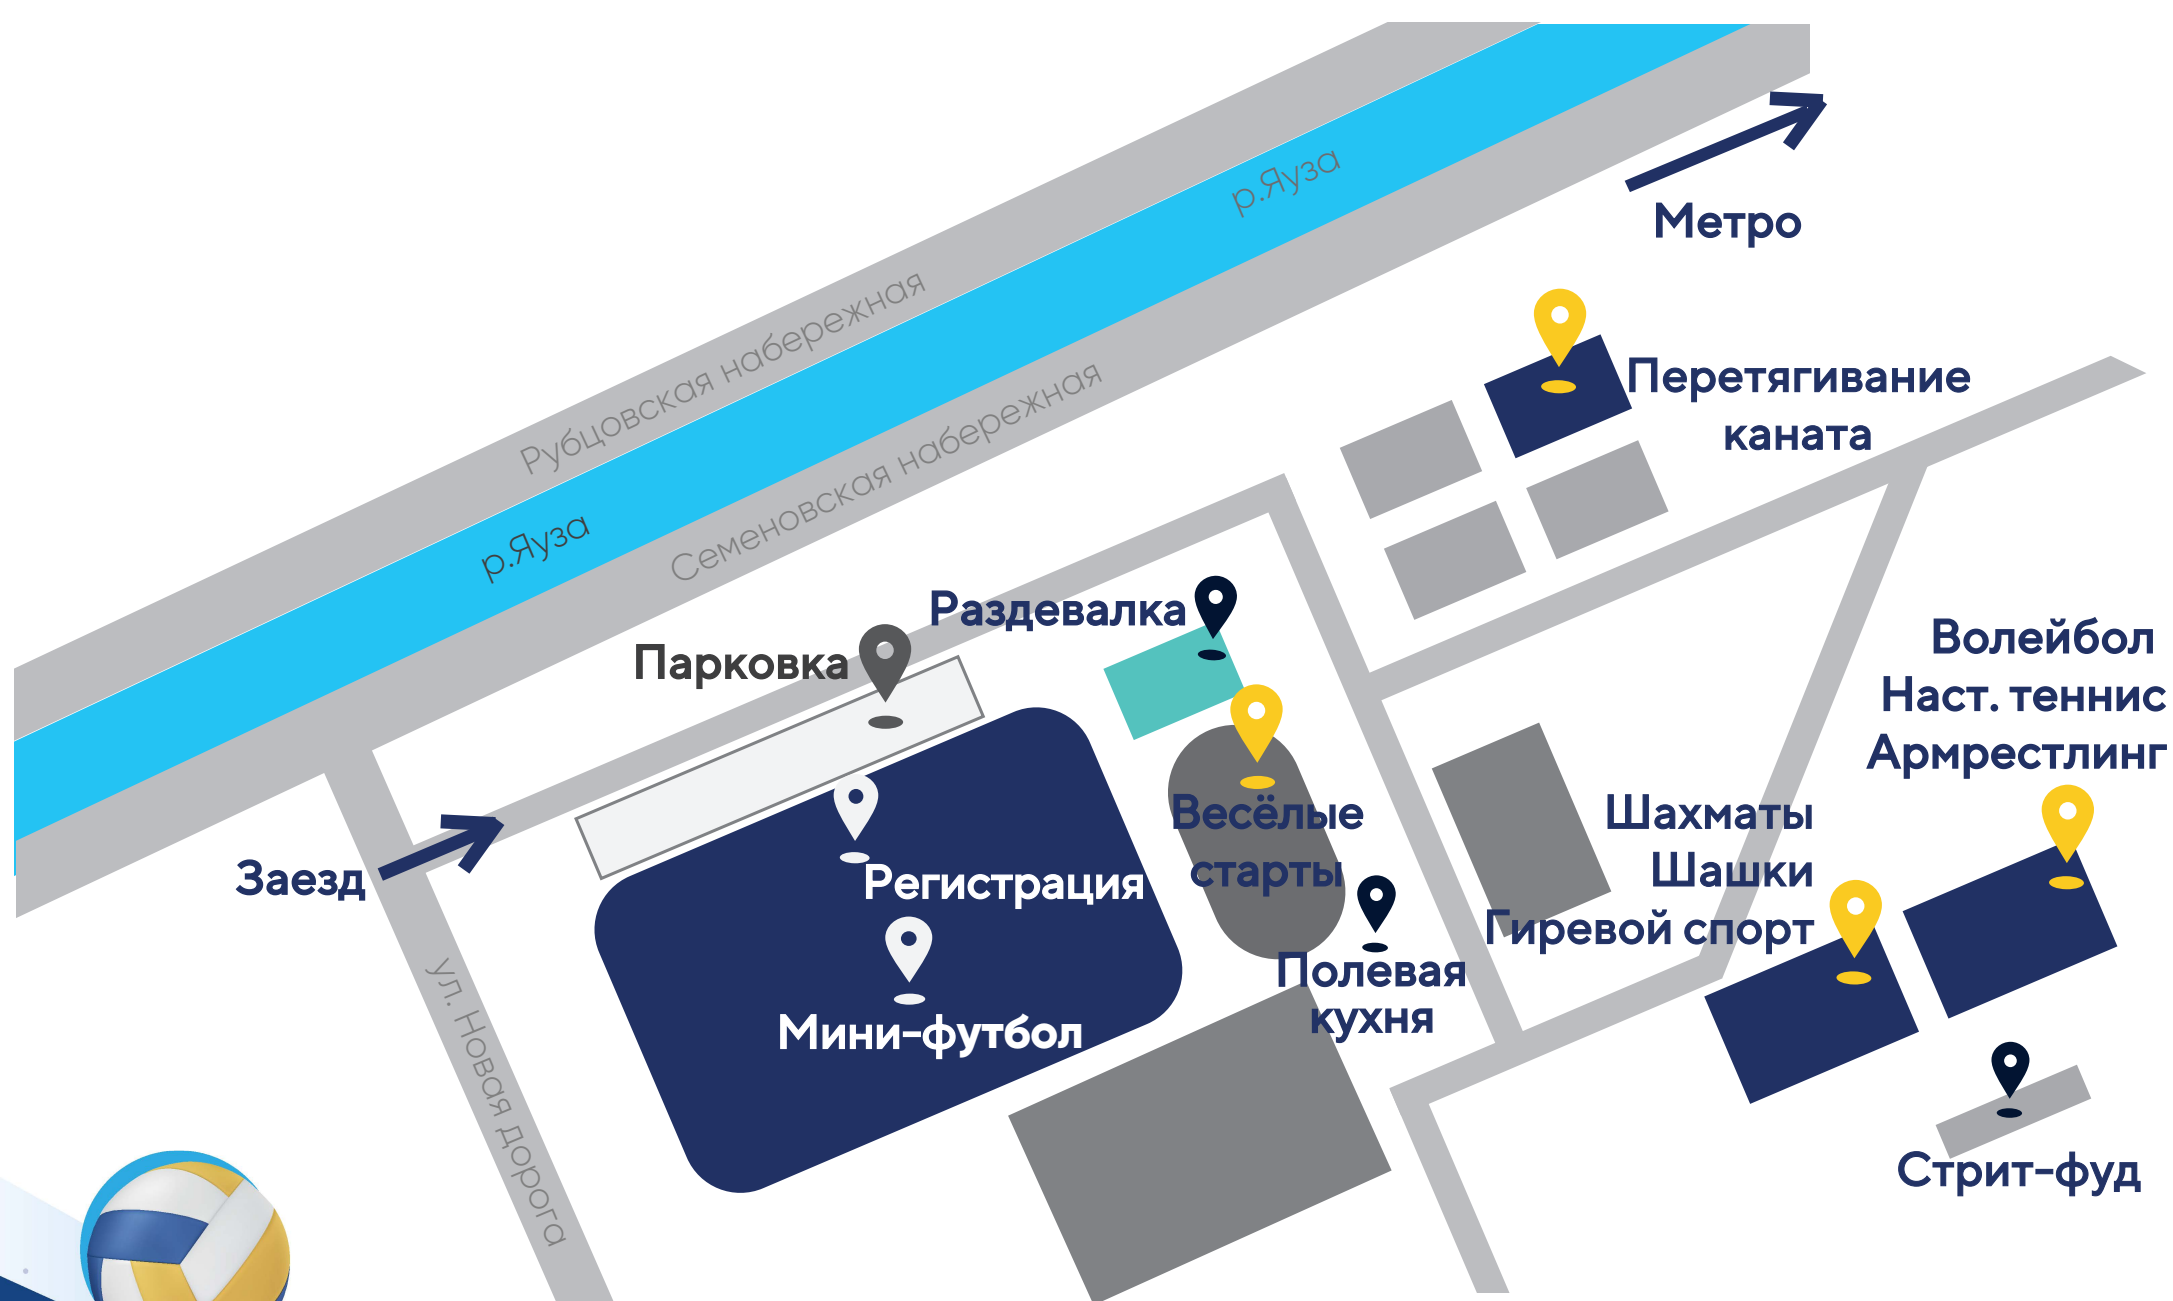 р.Яуза
Метро
Рубцовская набережная
Семеновская набережная
Перетягивание
каната
р.Яуза
Раздевалка
Парковка
Волейбол
Наст. теннис
Армрестлинг
Весёлые
старты
Шахматы
Шашки
Гиревой спорт
Заезд
Регистрация
Полевая
кухня
Мини-футбол
ул. Новая дорога
Стрит-фуд